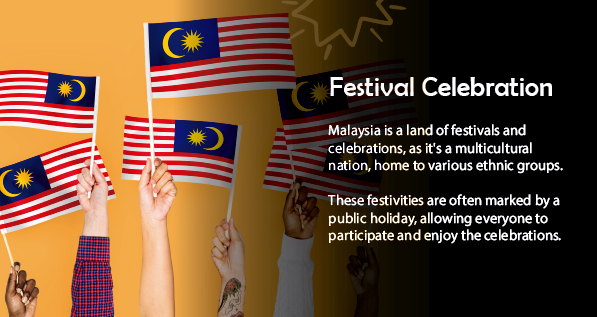 Festival Celebration
Malaysia is a land of festivals and
celebrations, as it's a multicultural
nation, home to various ethnic groups.
These festivities are often marked by a
public holiday, allowing everyone to
participate and enjoy the celebrations.